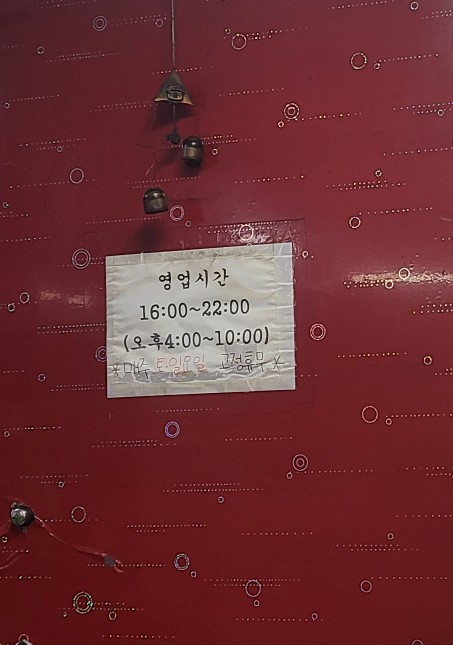 영업시간
16:00~22:00
(오후4:00~10:00)
※매주 토.일요일 고정휴무※